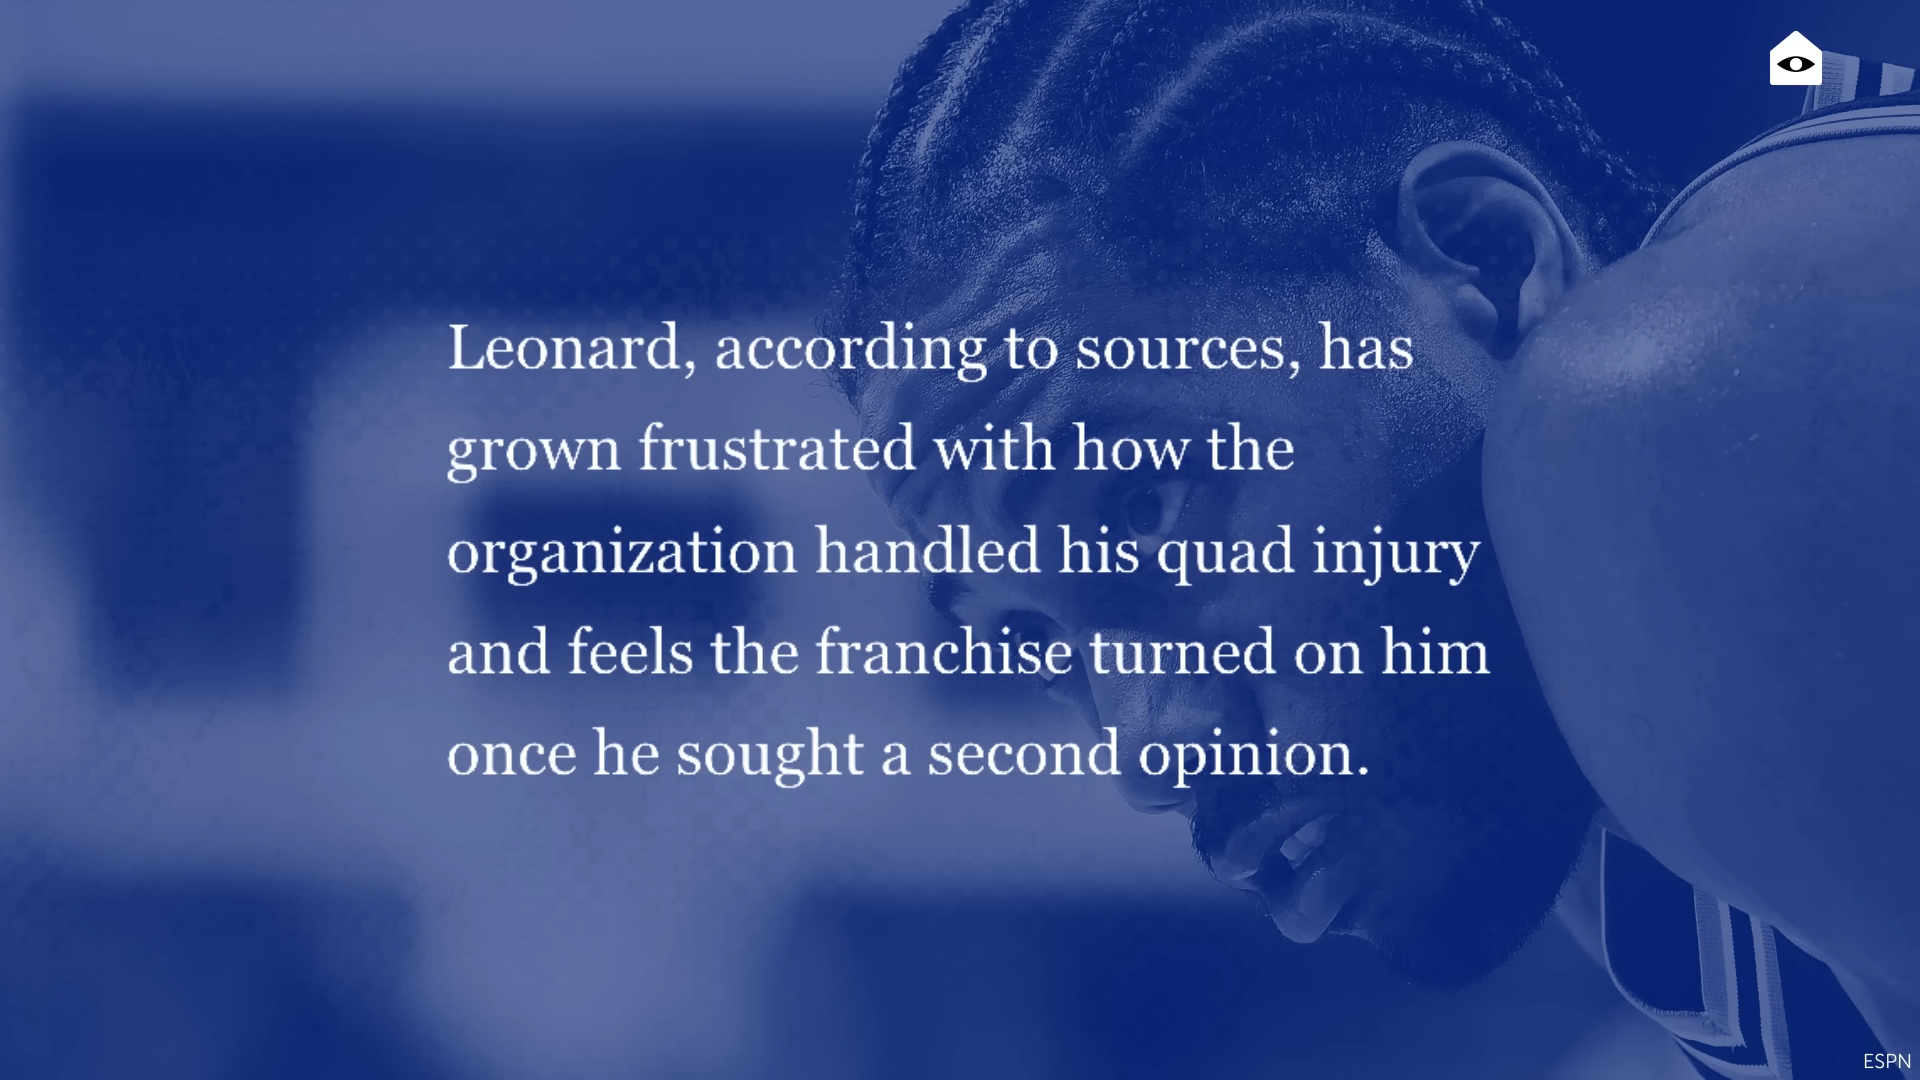 Leonard, according to sources, has
grown frustrated with how the
organization handled his quad injury
and feels the franchise turned on him
once he sought a second opinion.
ESPN